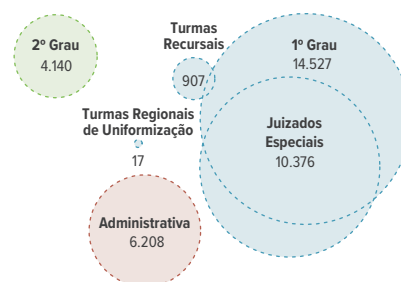 2º Grau
4.140
Turmas
Recursais
907
1º Grau
14.527
Turmas Regionais
de Uniformização
17
Juizados
Especiais
10.376
Administrativa
6.208